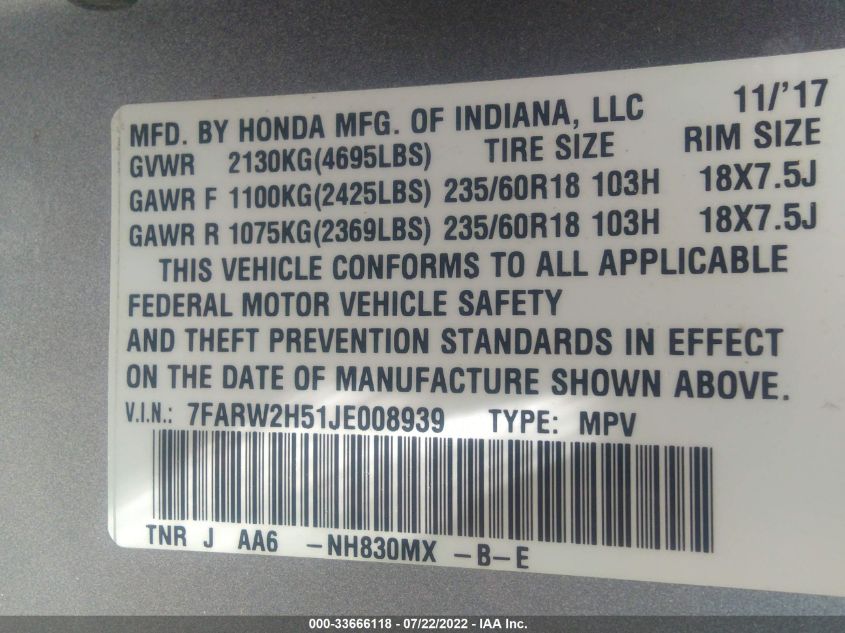 MFD. BY HONDA MFG. OF INDIANA, LLC 11/'17
GVWR 2130KG(4695LBS) TIRE SIZE RIM SIZE
GAWR F 1100KG(2425LBS) 235/60R18 103H 18X7.5J
GAWR R 1075KG(2369LBS) 235/60R18 103H 18X7.5J
THIS VEHICLE CONFORMS TO ALL APPLICABLE
FEDERAL MOTOR VEHICLE SAFETY
AND THEFT PREVENTION STANDARDS IN EFFECT
ON THE DATE OF MANUFACTURE SHOWN ABOVE.
V.I.N.: 7FARW2H51JE008939 TYPE: MPV
TNR J AA6 -NH830MX -B-E
000-33666118 - 07/22/2022 - IAA Inc.